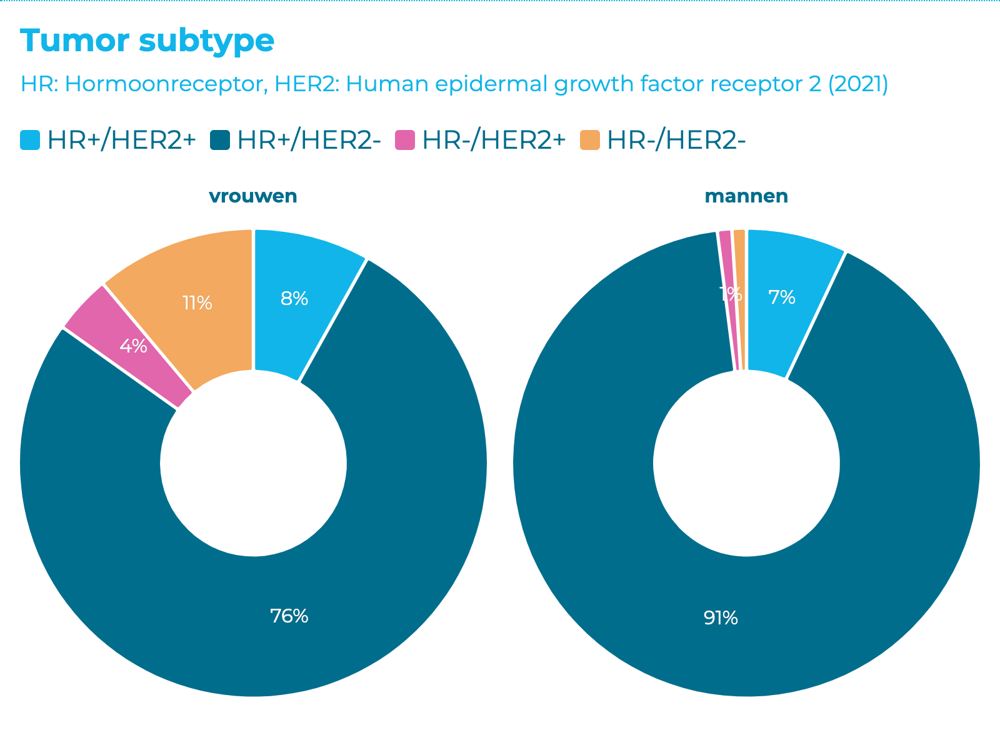 Tumor subtype
HR: Hormoonreceptor, HER2: Human epidermal growth factor receptor 2 (2021)
HR+/HER2+ HR+/HER2- HR-/HER2+ HR-/HER2-
vrouwen
mannen
11%
8%
4%
76%
1%
7%
91%